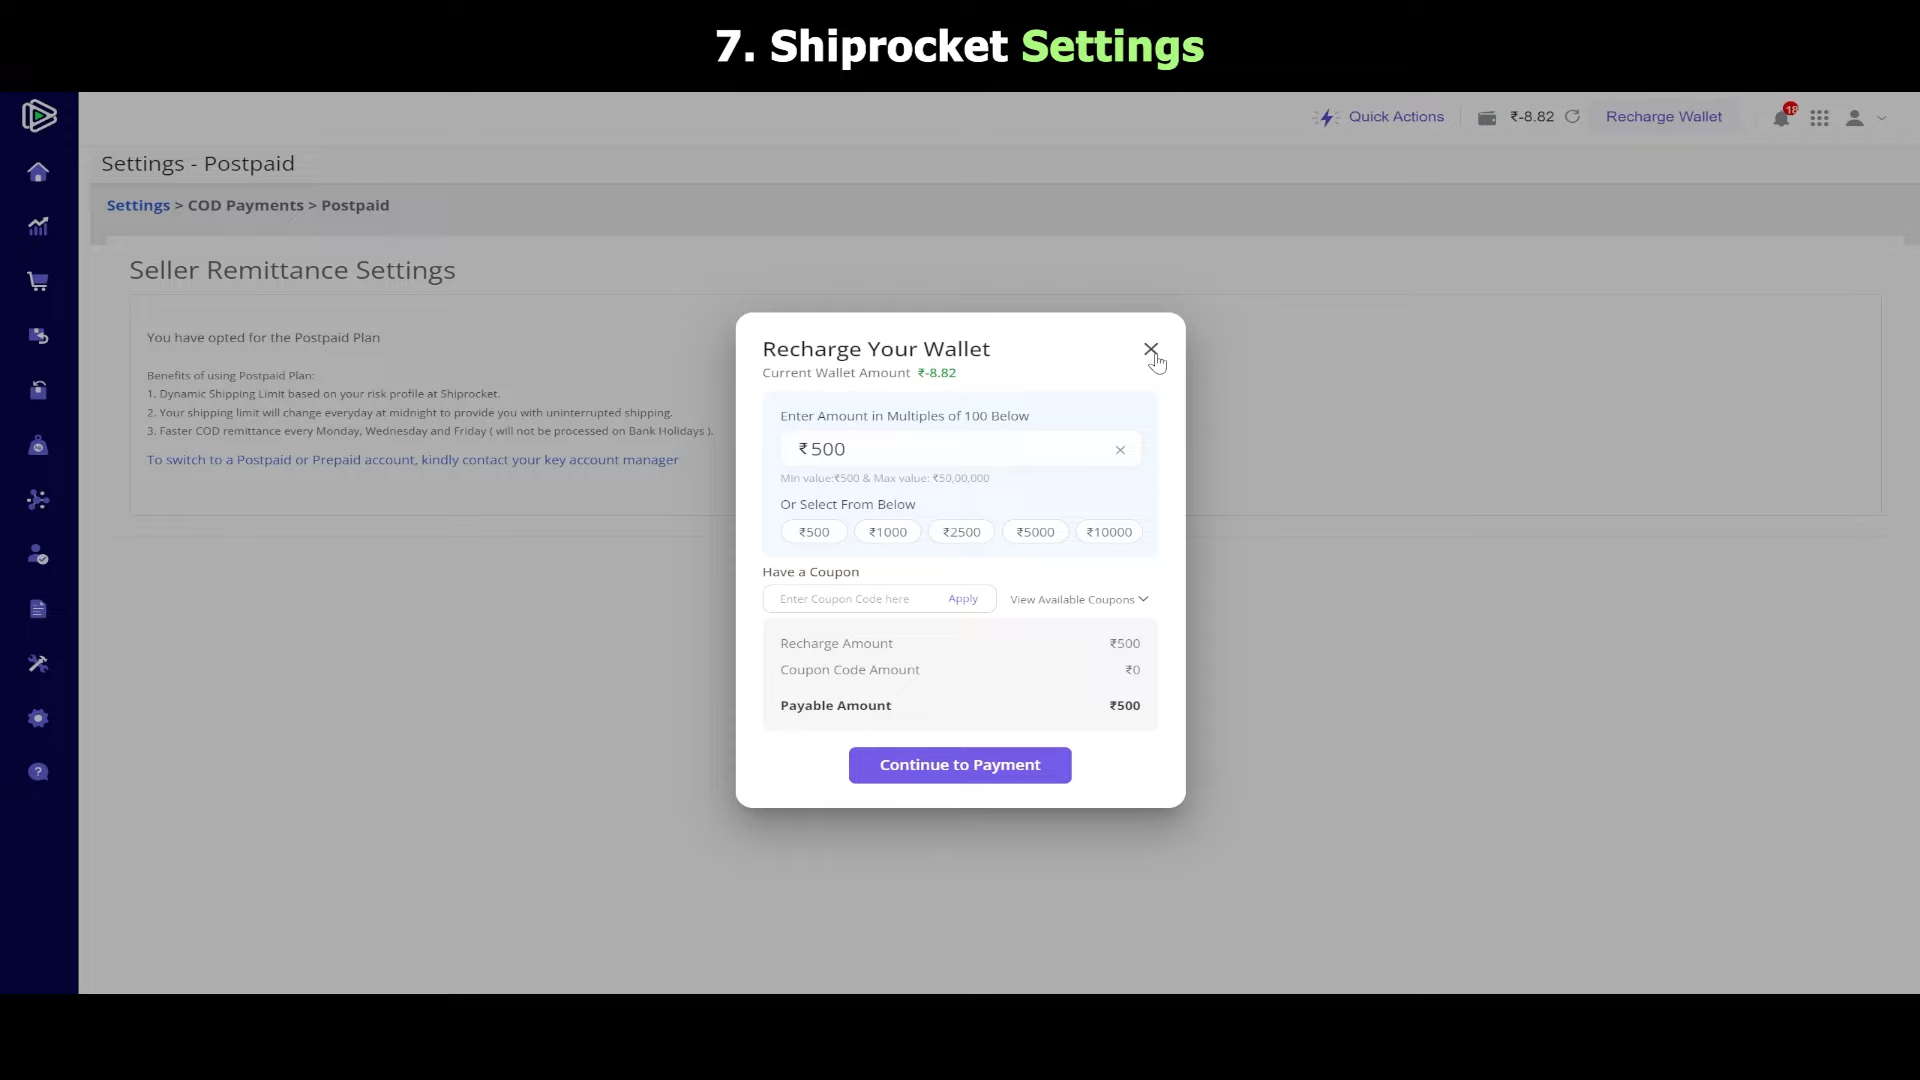 7. Shiprocket Settings
Quick Actions
₹-8.82
Recharge Wallet
18
Settings - Postpaid
Settings > COD Payments > Postpaid
Seller Remittance Settings
You have opted for the Postpaid Plan
Benefits of using Postpaid Plan:
1. Dynamic Shipping Limit based on your risk profile at Shiprocket.
2. Your shipping limit will change everyday at midnight to provide you with uninterrupted shipping.
3. Faster COD remittance every Monday, Wednesday and Friday ( will not be processed on Bank Holidays ).
To switch to a Postpaid or Prepaid account, kindly contact your key account manager
Recharge Your Wallet
Current Wallet Amount ₹-8.82
Enter Amount in Multiples of 100 Below
₹ 500
Min value:₹500 & Max value: ₹50,00,000
Or Select From Below
₹500 ₹1000 ₹2500 ₹5000 ₹10000
Have a Coupon
Enter Coupon Code here Apply View Available Coupons
Recharge Amount ₹500
Coupon Code Amount ₹0
Payable Amount ₹500
Continue to Payment